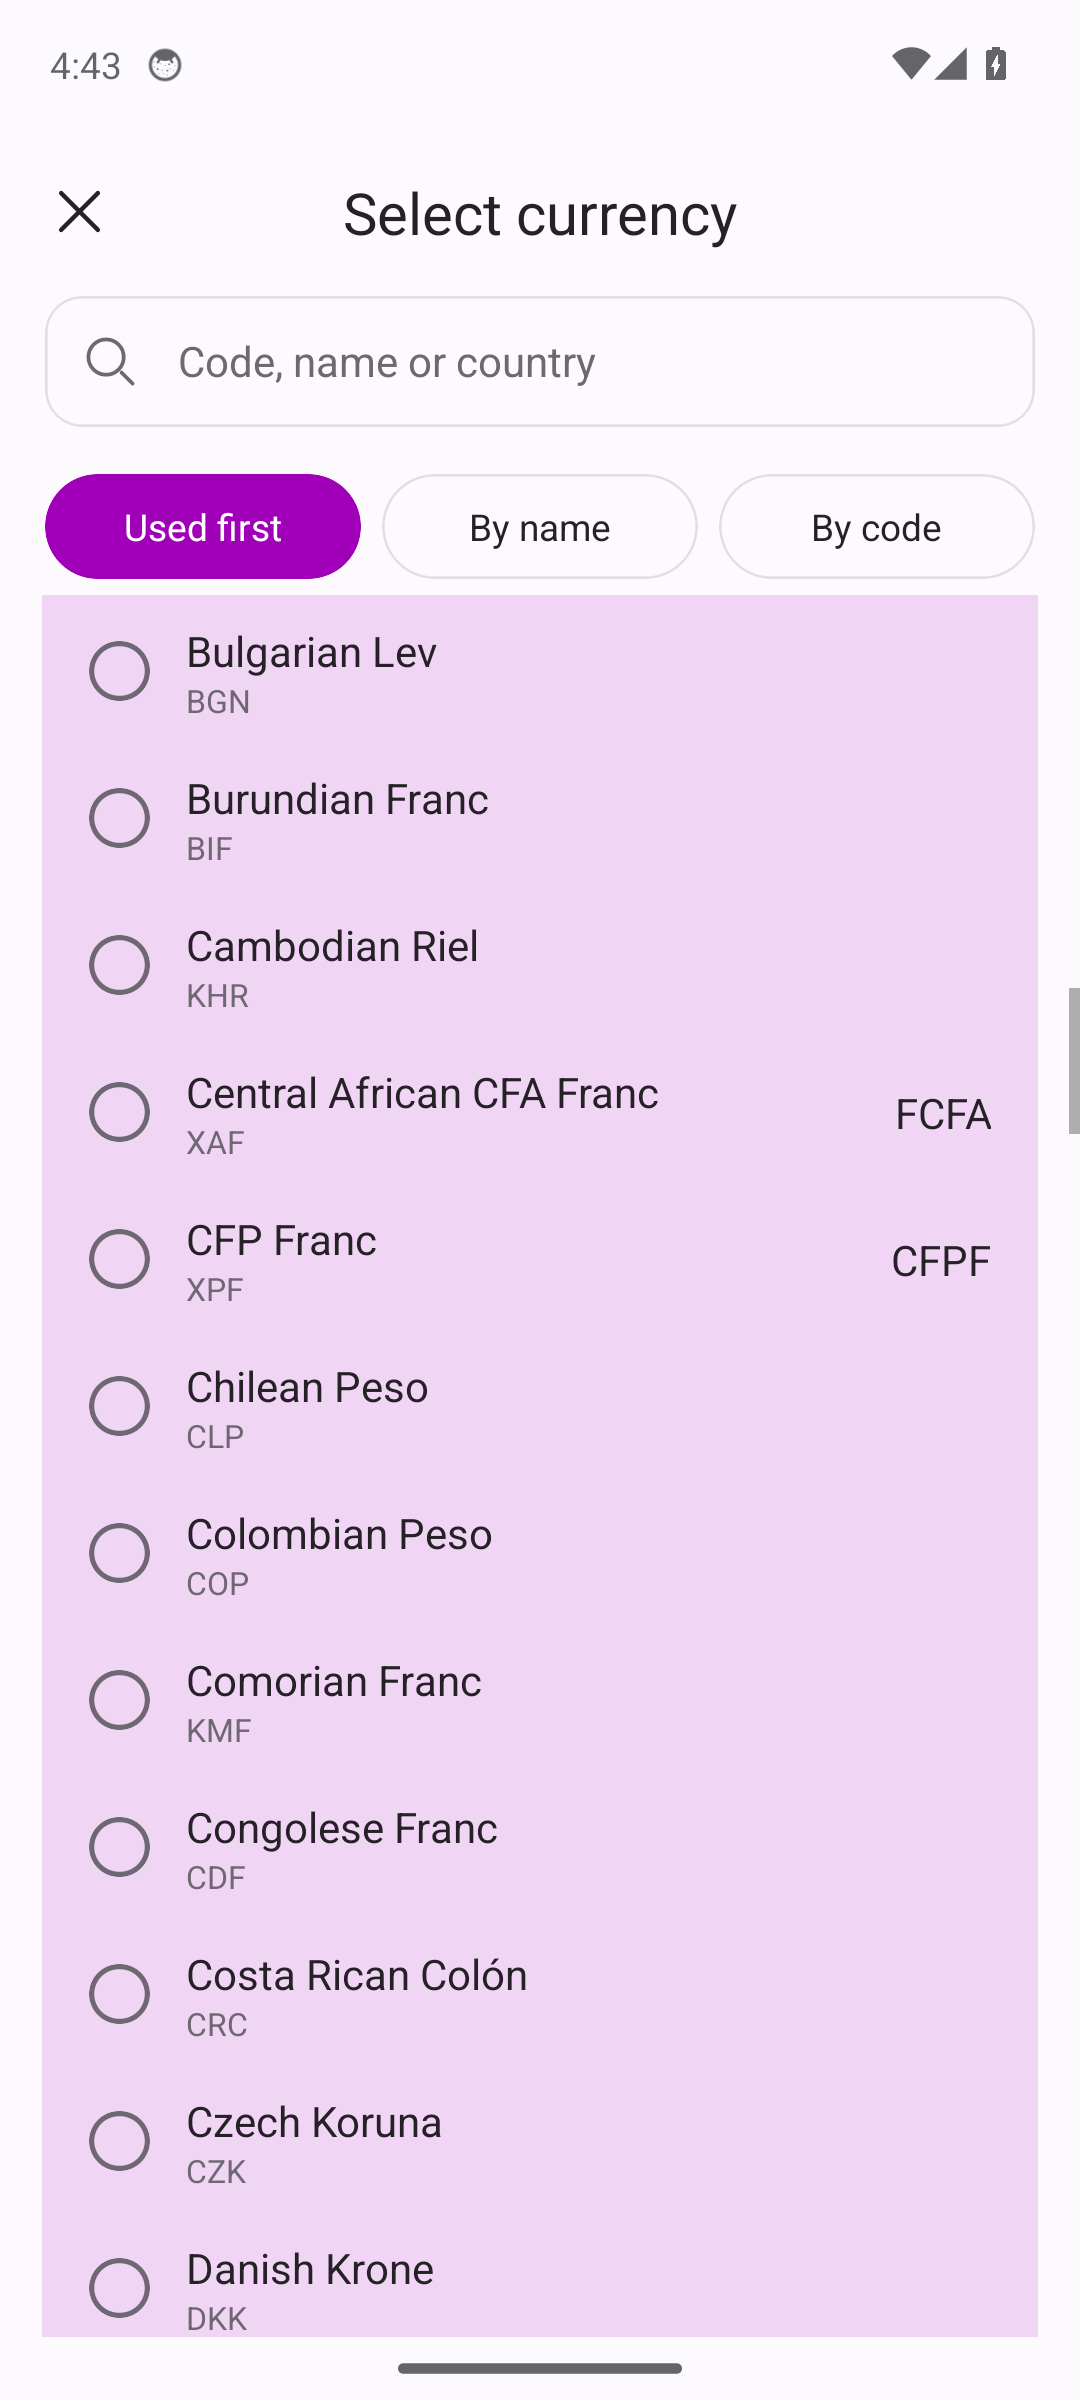 4:43
Select currency
Code, name or country
Used first
By name
By code
Bulgarian Lev
BGN
Burundian Franc
BIF
Cambodian Riel
KHR
Central African CFA Franc
XAF
FCFA
CFP Franc
XPF
CFPF
Chilean Peso
CLP
Colombian Peso
COP
Comorian Franc
KMF
Congolese Franc
CDF
Costa Rican Colón
CRC
Czech Koruna
CZK
Danish Krone
DKK